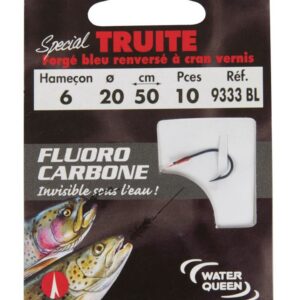 Special TRUITE
Forgé bleu renversé à cran vernis
Hameçon ø cm Pces Réf.
6 20 50 10 9333 BL
FLUORO
CARBONE
Invisible sous l'eau !
WATER
QUEEN